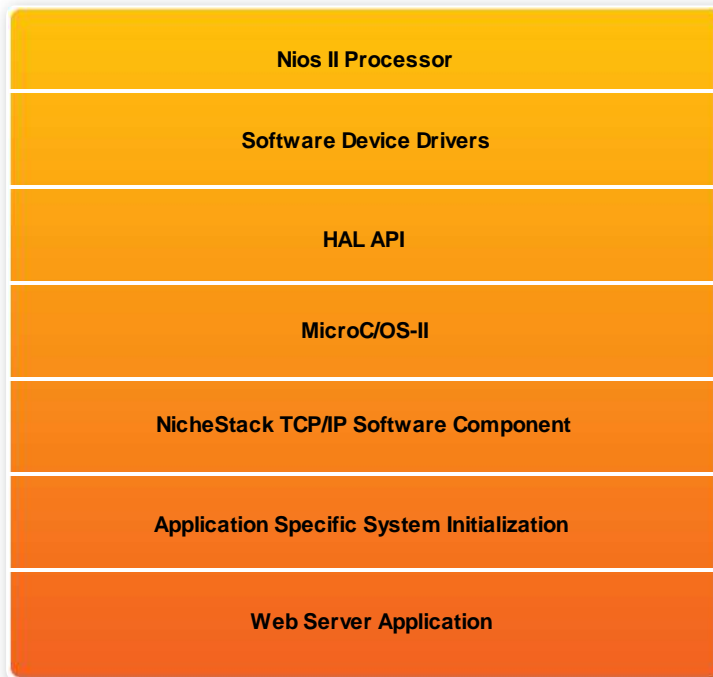 Nios II Processor
Software Device Drivers
HAL API
MicroC/OS-II
NicheStack TCP/IP Software Component
Application Specific System Initialization
Web Server Application